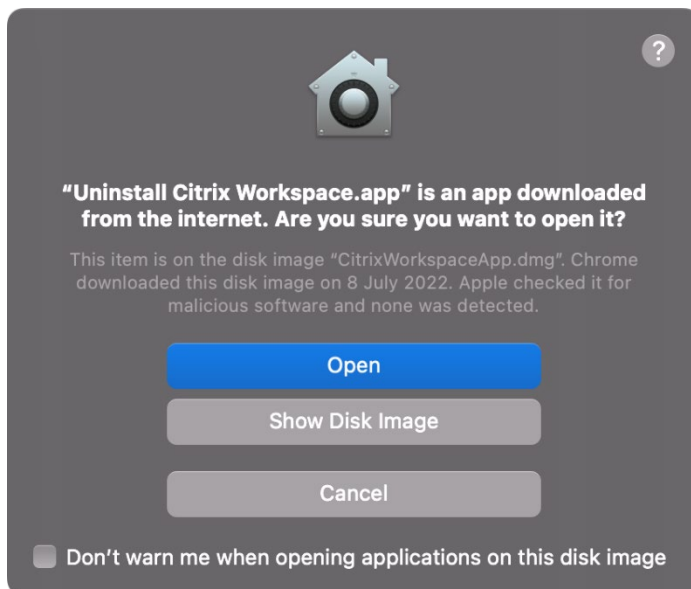 ?
“Uninstall Citrix Workspace.app” is an app downloaded
from the internet. Are you sure you want to open it?
This item is on the disk image “CitrixWorkspaceApp.dmg”. Chrome
downloaded this disk image on 8 July 2022. Apple checked it for
malicious software and none was detected.
Open
Show Disk Image
Cancel
Don’t warn me when opening applications on this disk image